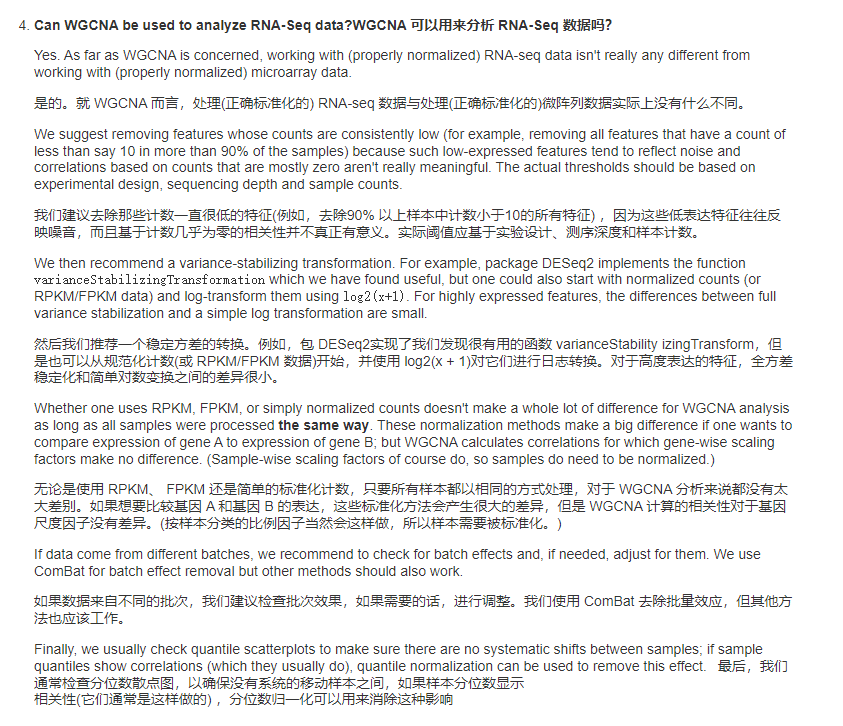 4. Can WGCNA be used to analyze RNA-Seq data?WGCNA 可以用来分析 RNA-Seq 数据吗?
Yes. As far as WGCNA is concerned, working with (properly normalized) RNA-seq data isn't really any different from
working with (properly normalized) microarray data.
是的。就 WGCNA 而言，处理(正确标准化的) RNA-seq 数据与处理(正确标准化的)微阵列数据实际上没有什么不同。
We suggest removing features whose counts are consistently low (for example, removing all features that have a count of
less than say 10 in more than 90% of the samples) because such low-expressed features tend to reflect noise and
correlations based on counts that are mostly zero aren't really meaningful. The actual thresholds should be based on
experimental design, sequencing depth and sample counts.
我们建议去除那些计数一直很低的特征(例如，去除90% 以上样本中计数小于10的所有特征) ，因为这些低表达特征往往反
映噪音，而且基于计数几乎为零的相关性并不真正有意义。实际阈值应基于实验设计、测序深度和样本计数。
We then recommend a variance-stabilizing transformation. For example, package DESeq2 implements the function
varianceStabilizingTransformation which we have found useful, but one could also start with normalized counts (or
RPKM/FPKM data) and log-transform them using log2(x+1). For highly expressed features, the differences between full
variance stabilization and a simple log transformation are small.
然后我们推荐一个稳定方差的转换。例如，包 DESeq2实现了我们发现很有用的函数 varianceStability izingTransform，但
是也可以从规范化计数(或 RPKM/FPKM 数据)开始，并使用 log2(x + 1)对它们进行日志转换。对于高度表达的特征，全方差
稳定化和简单对数变换之间的差异很小。
Whether one uses RPKM, FPKM, or simply normalized counts doesn't make a whole lot of difference for WGCNA analysis
as long as all samples were processed the same way. These normalization methods make a big difference if one wants to
compare expression of gene A to expression of gene B; but WGCNA calculates correlations for which gene-wise scaling
factors make no difference. (Sample-wise scaling factors of course do, so samples do need to be normalized.)
无论是使用 RPKM、 FPKM 还是简单的标准化计数，只要所有样本都以相同的方式处理，对于 WGCNA 分析来说都没有太
大差别。如果想要比较基因 A 和基因 B 的表达，这些标准化方法会产生很大的差异，但是 WGCNA 计算的相关性对于基因
尺度因子没有差异。(按样本分类的比例因子当然会这样做，所以样本需要被标准化。)
If data come from different batches, we recommend to check for batch effects and, if needed, adjust for them. We use
ComBat for batch effect removal but other methods should also work.
如果数据来自不同的批次，我们建议检查批次效果，如果需要的话，进行调整。我们使用 ComBat 去除批量效应，但其他方
法也应该工作。
Finally, we usually check quantile scatterplots to make sure there are no systematic shifts between samples; if sample
quantiles show correlations (which they usually do), quantile normalization can be used to remove this effect. 最后，我们
通常检查分位数散点图，以确保没有系统的移动样本之间，如果样本分位数显示
相关性(它们通常是这样做的) ，分位数归一化可以用来消除这种影响